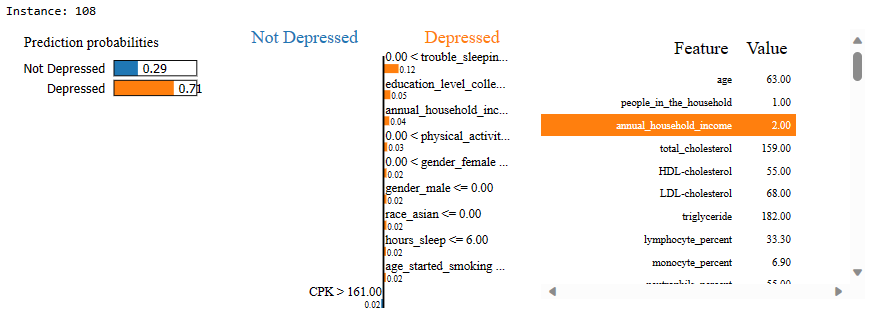 Instance: 108
Prediction probabilities
Not Depressed 0.29
Depressed 0.71
Not Depressed Depressed
0.00 < trouble_sleepin...
0.12
education_level_colle...
0.05
annual_household_inc...
0.04
0.00 < physical_activit...
0.03
0.00 < gender_female ...
0.02
gender_male <= 0.00
0.02
race_asian <= 0.00
0.02
hours_sleep <= 6.00
0.02
age_started_smoking ...
0.02
CPK > 161.00
0.02
Feature Value
age 63.00
people_in_the_household 1.00
annual_household_income 2.00
total_cholesterol 159.00
HDL-cholesterol 55.00
LDL-cholesterol 68.00
triglyceride 182.00
lymphocyte_percent 33.30
monocyte_percent 6.90
neutrophils_percent 55.00